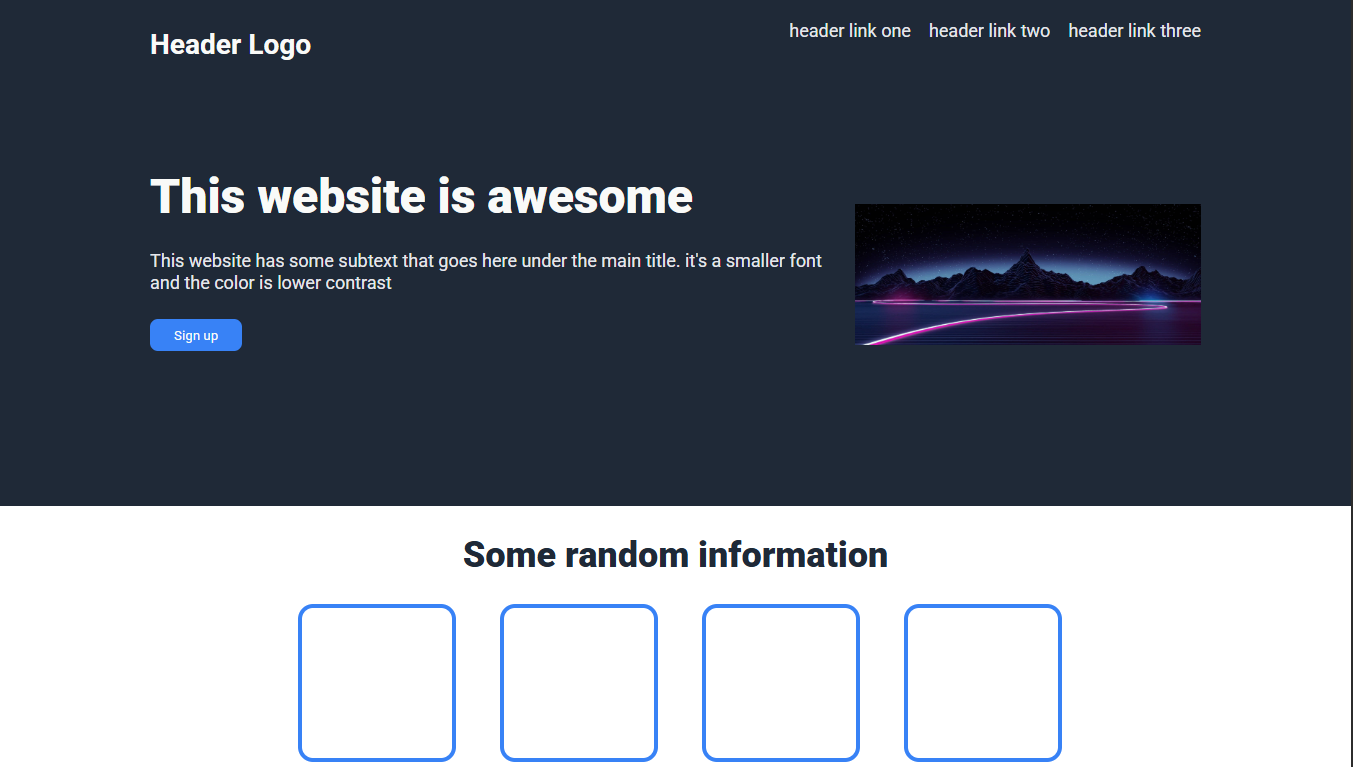 Header Logo
header link one header link two header link three
This website is awesome
This website has some subtext that goes here under the main title. it's a smaller font
and the color is lower contrast
Sign up
Some random information